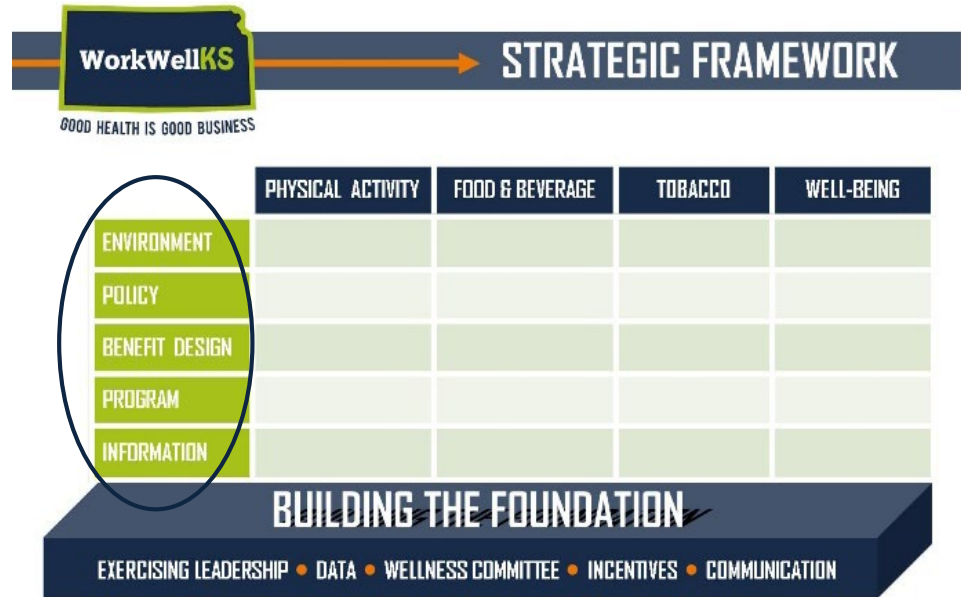 WorkWellKS
STRATEGIC FRAMEWORK
GOOD HEALTH IS GOOD BUSINESS
PHYSICAL ACTIVITY FOOD & BEVERAGE TOBACCO WELL-BEING
ENVIRONMENT
POLICY
BENEFIT DESIGN
PROGRAM
INFORMATION
BUILDING THE FOUNDATION
EXERCISING LEADERSHIP • DATA • WELLNESS COMMITTEE • INCENTIVES • COMMUNICATION